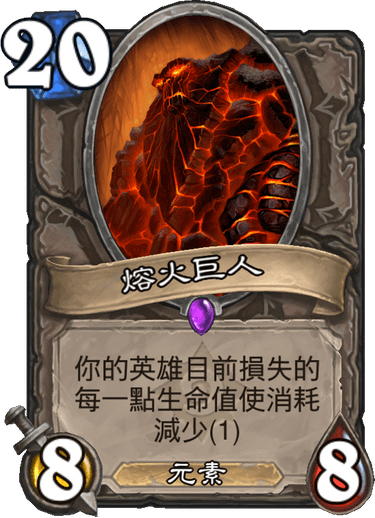 20
熔火巨人
你的英雄目前損失的
每一點生命值使消耗
減少(1)
8
元素
8